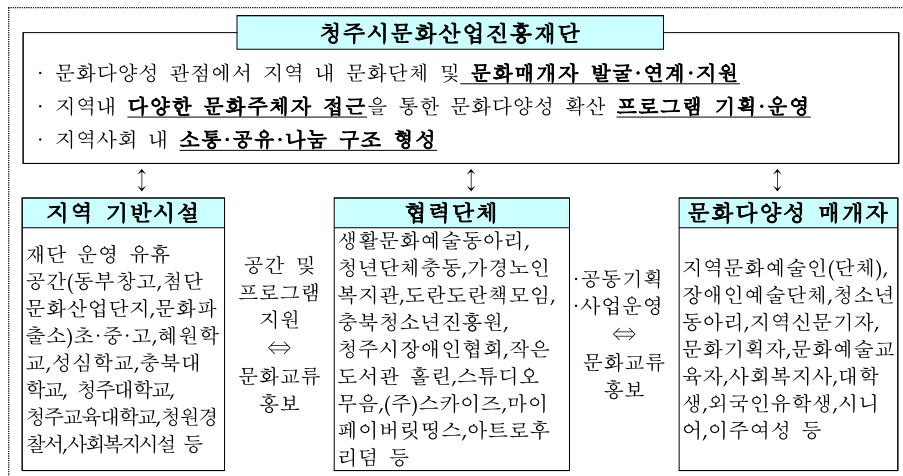 청주시문화산업진흥재단
· 문화다양성 관점에서 지역 내 문화단체 및 문화매개자 발굴·연계·지원
· 지역내 다양한 문화주체자 접근을 통한 문화다양성 확산 프로그램 기획·운영
· 지역사회 내 소통·공유·나눔 구조 형성
↕
↕
↕
지역 기반시설
재단 운영 유휴
공간(동부창고,첨단
문화산업단지,문화파
출소)초·중·고,혜원학
교,성심학교,충북대
학교, 청주대학교,
청주교육대학교,청원경
찰서,사회복지시설 등
공간 및
프로그램
지원
⇔
문화교류
홍보
협력단체
생활문화예술동아리,
청년단체충동,가경노인
복지관,도란도란책모임,
충북청소년진흥원,
청주시장애인협회,작은
도서관 홀린,스튜디오
무음,(주)스카이즈,마이
페이버릿띵스,아트로후
리덤 등
·공동기획
·사업운영
⇔
문화교류
홍보
문화다양성 매개자
지역문화예술인(단체),
장애인예술단체,청소년
동아리,지역신문기자,
문화기획자,문화예술교
육자,사회복지사,대학
생,외국인유학생,시니
어,이주여성 등